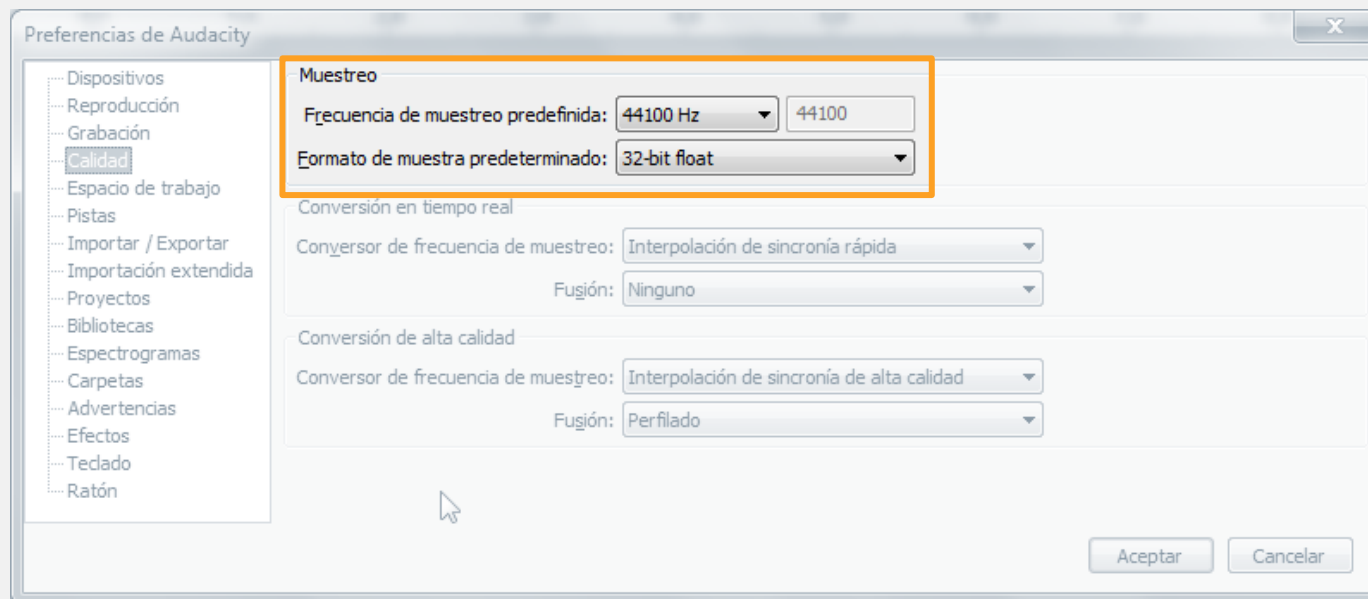 Preferencias de Audacity
Dispositivos
Reproducción
Grabación
Calidad
Espacio de trabajo
Pistas
Importar / Exportar
Importación extendida
Proyectos
Bibliotecas
Espectrogramas
Carpetas
Advertencias
Efectos
Teclado
Ratón
Muestreo
Frecuencia de muestreo predefinida: 44100 Hz 44100
Formato de muestra predeterminado: 32-bit float
Conversión en tiempo real
Conversor de frecuencia de muestreo: Interpolación de sincronía rápida
Fusión: Ninguno
Conversión de alta calidad
Conversor de frecuencia de muestreo: Interpolación de sincronía de alta calidad
Fusión: Perfilado
Aceptar Cancelar